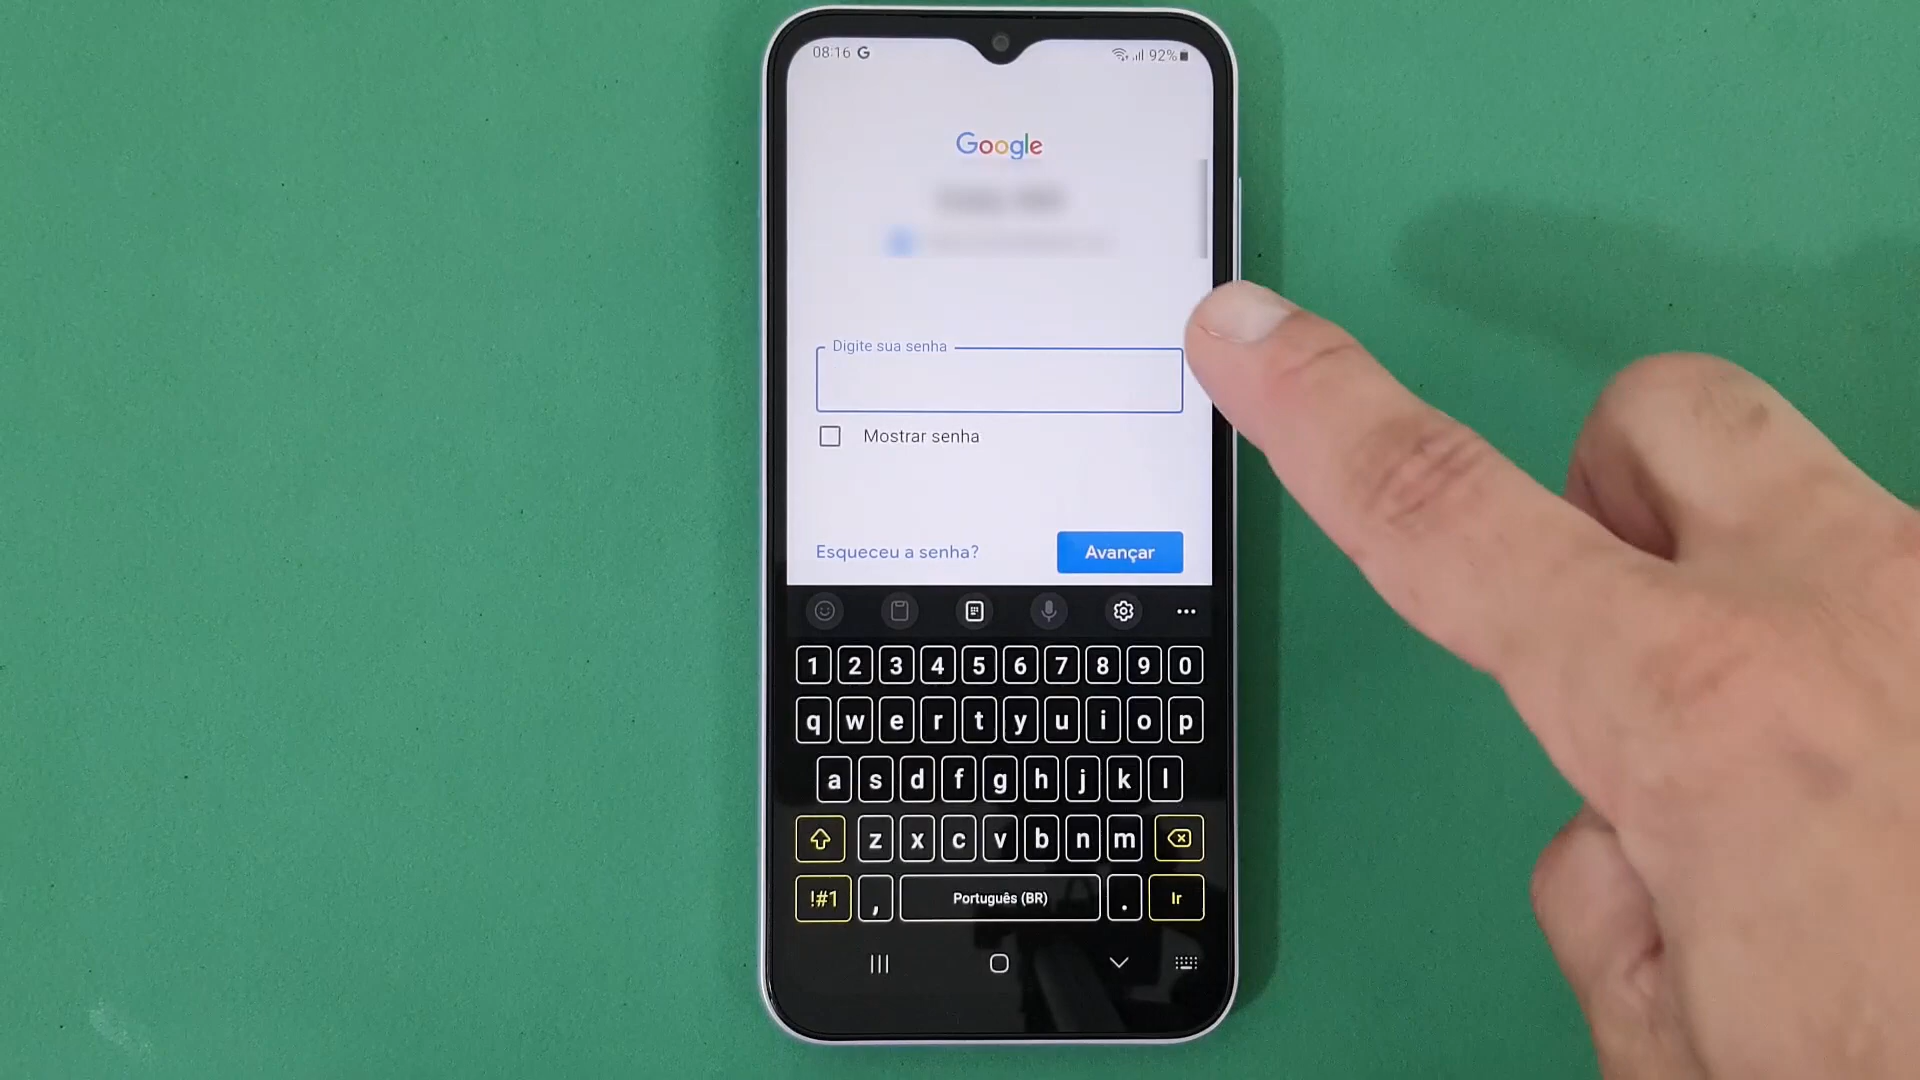 08:16 G 92%
Google
Digite sua senha
Mostrar senha
Esqueceu a senha? Avançar
1 2 3 4 5 6 7 8 9 0
q w e r t y u i o p
a s d f g h j k l
z x c v b n m
!#1 , Português (BR) . Ir